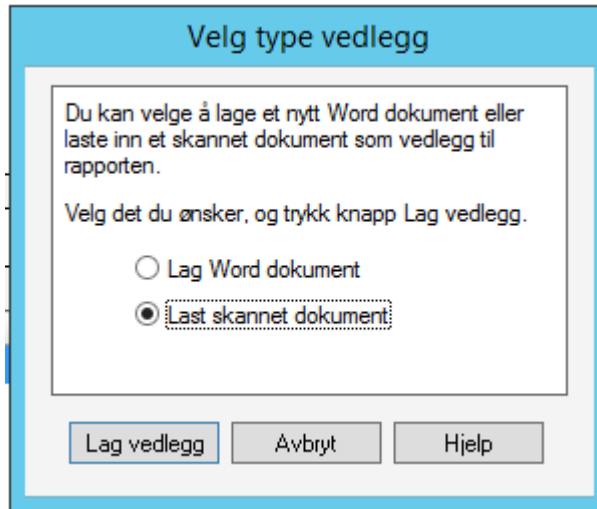 Velg type vedlegg
Du kan velge å lage et nytt Word dokument eller
laste inn et skannet dokument som vedlegg til
rapporten.
Velg det du ønsker, og trykk knapp Lag vedlegg.
Lag Word dokument
Last skannet dokument
Lag vedlegg
Avbryt
Hjelp